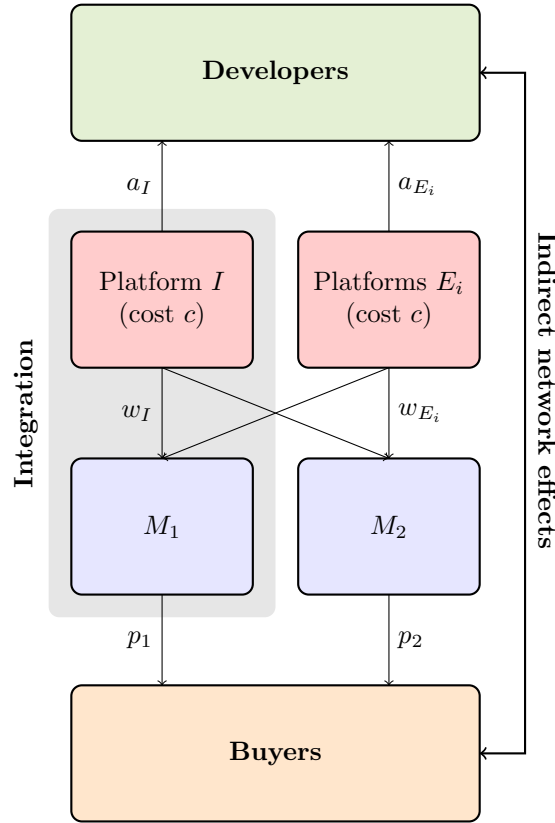 Developers
a_I
a_{E_i}
Platform I
(cost c)
Platforms E_i
(cost c)
Indirect network effects
Integration
w_I
w_{E_i}
M_1
M_2
p_1
p_2
Buyers